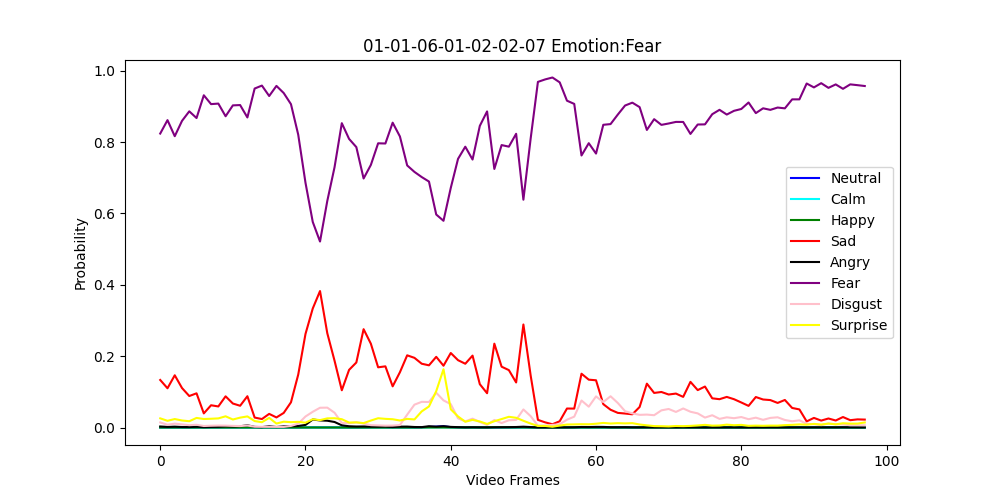 01-01-06-01-02-02-07 Emotion:Fear
1.0
0.8
0.6
0.4
0.2
0.0
Probability
Neutral
Calm
Happy
Sad
Angry
Fear
Disgust
Surprise
0 20 40 60 80 100
Video Frames